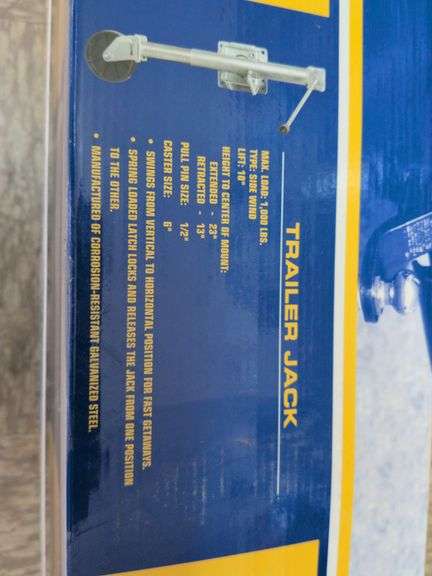 TRAILER JACK
MAX. LOAD: 1,000 LBS.
TYPE: SIDE WIND
LIFT: 10"
HEIGHT TO CENTER OF MOUNT:
EXTENDED - 23"
RETRACTED - 13"
PULL PIN SIZE: 1/2"
CASTER SIZE: 6"
• SWINGS FROM VERTICAL TO HORIZONTAL POSITION FOR FAST GETAWAYS.
• SPRING LOADED LATCH LOCKS AND RELEASES THE JACK FROM ONE POSITION
TO THE OTHER.
• MANUFACTURED OF CORROSION-RESISTANT GALVANIZED STEEL.